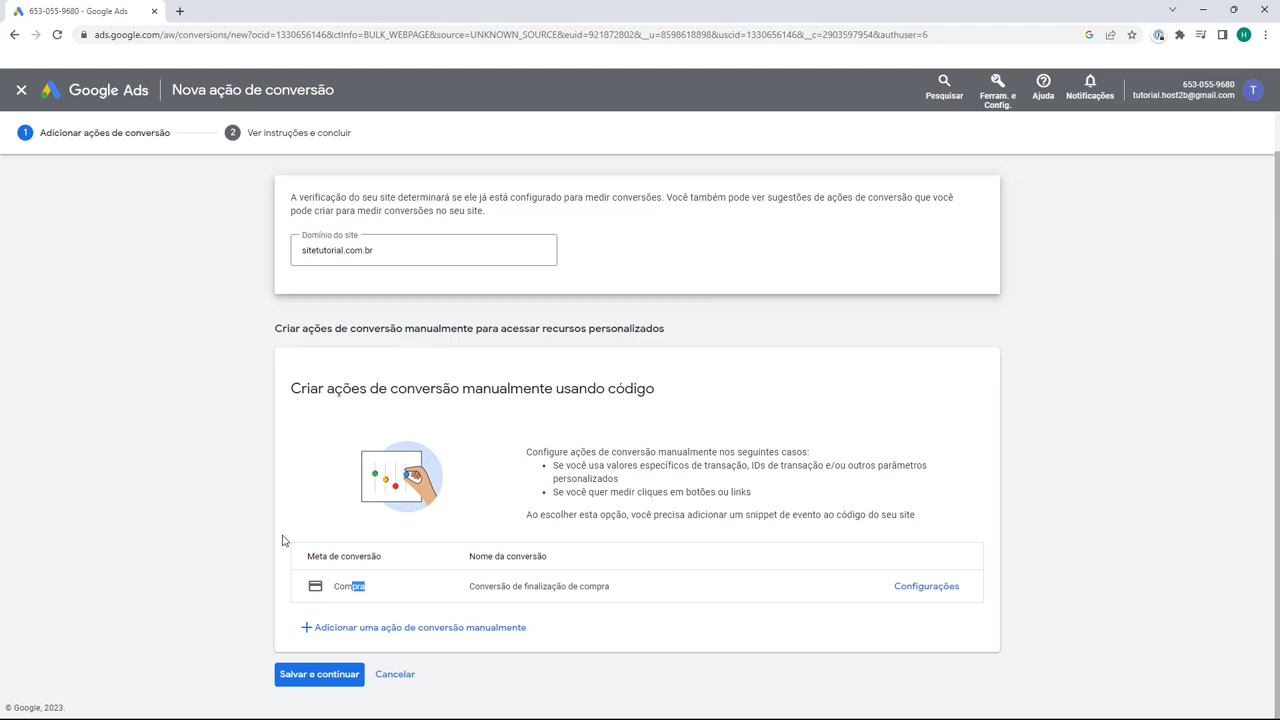 653-055-9680 - Google Ads
ads.google.com/aw/conversions/new?ocid=1330656146&ctInfo=BULK_WEBPAGE&source=UNKNOWN_SOURCE&euid=921872802&__u=8598618898&uscid=1330656146&__c=2903597954&authuser=6
H
Google Ads
Nova ação de conversão
Pesquisar
Ferram. e
Config.
Ajuda
Notificações
653-055-9680
tutorial.host2b@gmail.com
T
1 Adicionar ações de conversão
2 Ver instruções e concluir
A verificação do seu site determinará se ele já está configurado para medir conversões. Você também pode ver sugestões de ações de conversão que você
pode criar para medir conversões no seu site.
Domínio do site
sitetutorial.com.br
Criar ações de conversão manualmente para acessar recursos personalizados
Criar ações de conversão manualmente usando código
Configure ações de conversão manualmente nos seguintes casos:
• Se você usa valores específicos de transação, IDs de transação e/ou outros parâmetros
personalizados
• Se você quer medir cliques em botões ou links
Ao escolher esta opção, você precisa adicionar um snippet de evento ao código do seu site
Meta de conversão Nome da conversão
Compra Conversão de finalização de compra Configurações
+ Adicionar uma ação de conversão manualmente
Salvar e continuar Cancelar
© Google, 2023.